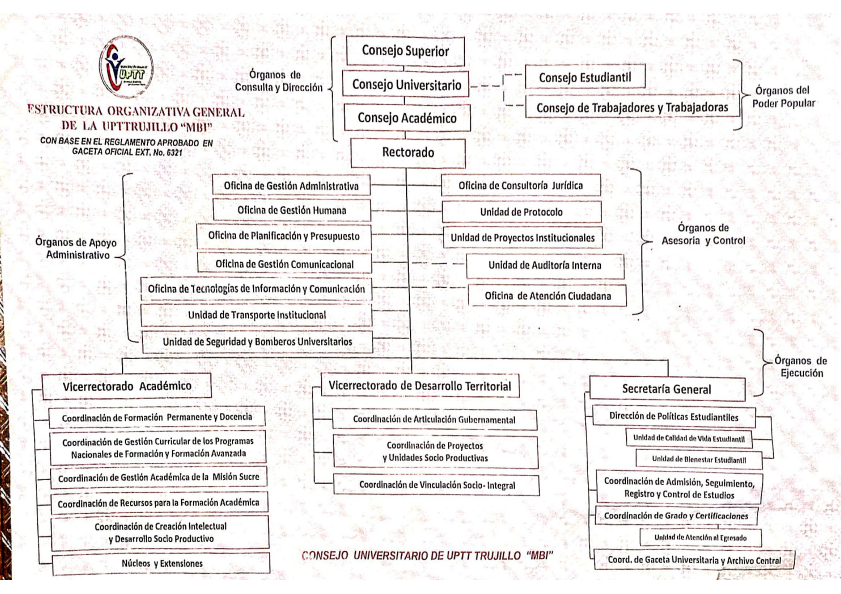 Consejo Superior
Órganos de
Consulta y Dirección
Consejo Universitario
Consejo Académico
Rectorado
Consejo Estudiantil
Consejo de Trabajadores y Trabajadoras
Órganos del
Poder Popular
UPTT
ESTRUCTURA ORGANIZATIVA GENERAL
DE LA UPTTRUJILLO “MBI”
CON BASE EN EL REGLAMENTO APROBADO EN
GACETA OFICIAL EXT. No. 6321
Órganos de Apoyo
Administrativo
Oficina de Gestión Administrativa
Oficina de Gestión Humana
Oficina de Planificación y Presupuesto
Oficina de Gestión Comunicacional
Oficina de Tecnologías de Información y Comunicación
Unidad de Transporte Institucional
Unidad de Seguridad y Bomberos Universitarios
Oficina de Consultoría Jurídica
Unidad de Protocolo
Unidad de Proyectos Institucionales
Unidad de Auditoría Interna
Oficina de Atención Ciudadana
Órganos de
Asesoria y Control
Órganos de
Ejecución
Vicerrectorado Académico
Coordinación de Formación Permanente y Docencia
Coordinación de Gestión Curricular de los Programas
Nacionales de Formación y Formación Avanzada
Coordinación de Gestión Académica de la Misión Sucre
Coordinación de Recursos para la Formación Académica
Coordinación de Creación Intelectual
y Desarrollo Socio Productivo
Núcleos y Extensiones
Vicerrectorado de Desarrollo Territorial
Coordinación de Articulación Gubernamental
Coordinación de Proyectos
y Unidades Socio Productivas
Coordinación de Vinculación Socio- Integral
Secretaría General
Dirección de Políticas Estudiantiles
Unidad de Calidad de Vida Estudiantil
Unidad de Bienestar Estudiantil
Coordinación de Admisión, Seguimiento,
Registro y Control de Estudios
Coordinación de Grado y Certificaciones
Unidad de Atención al Egresado
Coord. de Gaceta Universitaria y Archivo Central
CONSEJO UNIVERSITARIO DE UPTT TRUJILLO “MBI”